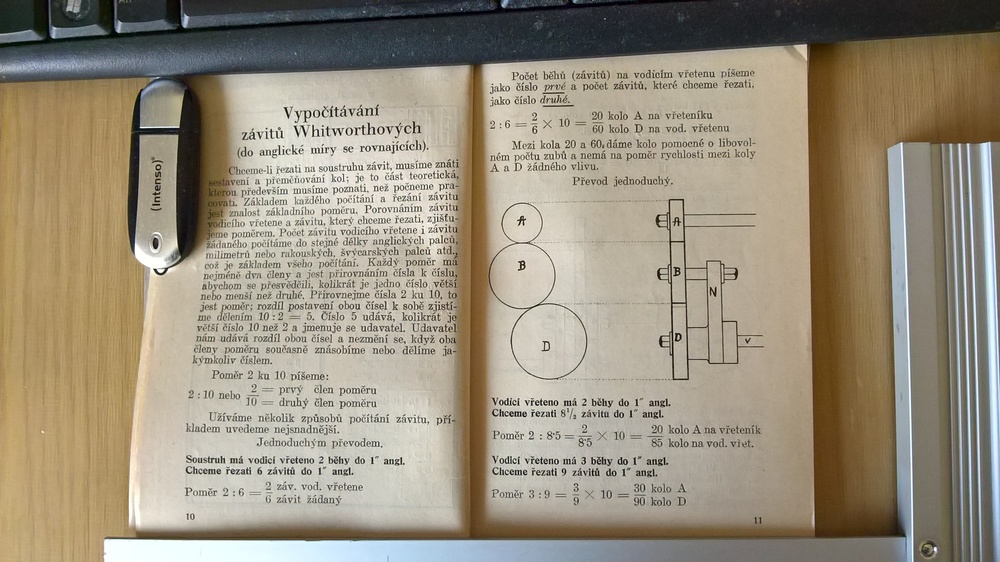 (Intenso)®
Vypočítávání
závitů Whitworthových
(do anglické míry se rovnajících).
Chceme-li řezati na soustruhu závit, musíme znáti
sestavení a přeměňování kol; je to část teoretická,
kterou především musíme poznati, než počneme pra-
covati. Základem každého počítání a řezání závitu
jest znalost základního poměru. Porovnáním závitu
vodicího vřetene a závitu, který chceme řezati, zjišťu-
jeme poměrem. Počet závitu vodicího vřetene i závitu
žádaného počítáme do stejné délky anglických palců,
milimetrů nebo rakouských, švýcarských palců atd.,
což je základem všeho počítání. Každý poměr má
nejméně dva členy a jest přirovnáním čísla k číslu,
abychom se přesvědčili, kolikrát je jedno číslo větší
nebo menší než druhé. Přirovnejme čísla 2 ku 10, to
jest poměr; rozdíl postavení obou čísel k sobě zjistí-
me dělením 10 : 2 = 5. Číslo 5 udává, kolikrát je
větší číslo 10 než 2 a jmenuje se udavatel. Udavatel
nám udává rozdíl obou čísel a nezmění se, když oba
členy poměru současně znásobíme nebo dělíme ja-
kýmkoliv číslem.
Poměr 2 ku 10 píšeme:
2 : 10 nebo 2/10 = prvý člen poměru = druhý člen poměru
Užíváme několik způsobů počítání závitu, pří-
kladem uvedeme nejsnadnější.
Jednoduchým převodem.
Soustruh má vodicí vřeteno 2 běhy do 1″ angl.
Chceme řezati 6 závitů do 1″ angl.
Poměr 2 : 6 = 2/6 záv. vod. vřetene závit žádaný
10
Počet běhů (závitů) na vodicím vřetenu píšeme
jako číslo prvé a počet závitů, které chceme řezati,
jako číslo druhé.
2 : 6 = 2/6 × 10 = 20/60 kolo A na vřeteníku kolo D na vod. vřetenu
Mezi kola 20 a 60, dáme kolo pomocné o libovol-
ném počtu zubů a nemá na poměr rychlosti mezi koly
A a D žádného vlivu.
Převod jednoduchý.
A
B
D
A
B
N
D
v
Vodicí vřeteno má 2 běhy do 1″ angl.
Chceme řezati 8½ závitu do 1″ angl.
Poměr 2 : 8·5 = 2/8·5 × 10 = 20/85 kolo A na vřeteník kolo na vod. vřet.
Vodicí vřeteno má 3 běhy do 1″ angl.
Chceme řezati 9 závitů do 1″ angl.
Poměr 3 : 9 = 3/9 × 10 = 30/90 kolo A kolo D
11